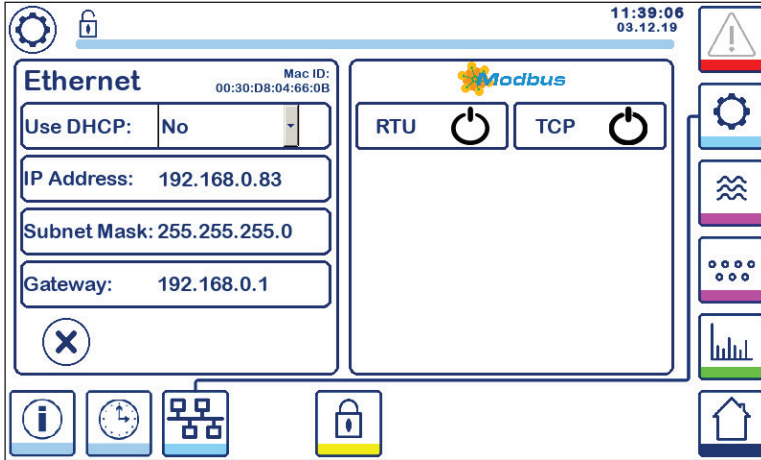 11:39:06
03.12.19
Ethernet
Mac ID:
00:30:D8:04:66:0B
Use DHCP: No
IP Address: 192.168.0.83
Subnet Mask: 255.255.255.0
Gateway: 192.168.0.1
Modbus
RTU
TCP